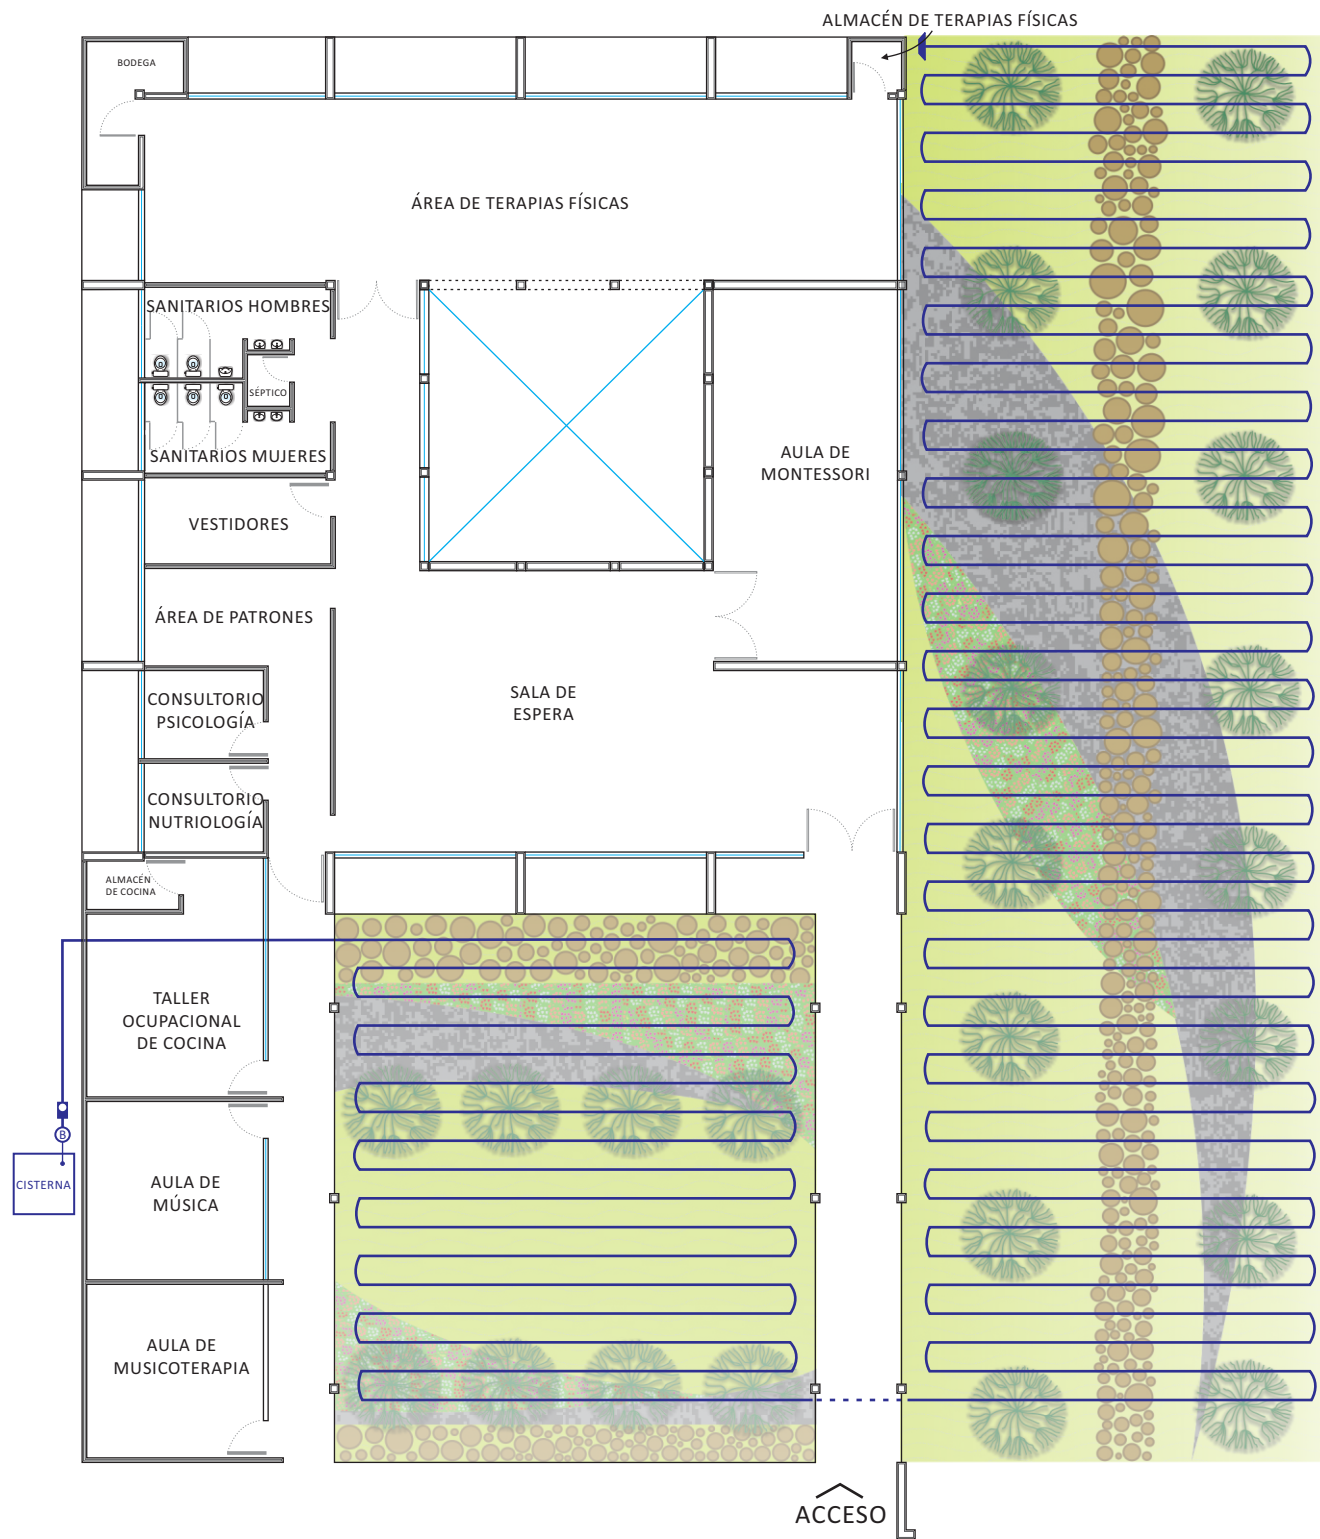 ALMACÉN DE TERAPIAS FÍSICAS
BODEGA
ÁREA DE TERAPIAS FÍSICAS
SANITARIOS HOMBRES
SÉPTICO
SANITARIOS MUJERES
AULA DE
MONTESSORI
VESTIDORES
ÁREA DE PATRONES
CONSULTORIO
PSICOLOGÍA
SALA DE
ESPERA
CONSULTORIO
NUTRIOLOGÍA
ALMACÉN
DE COCINA
TALLER
OCUPACIONAL
DE COCINA
B
CISTERNA
AULA DE
MÚSICA
AULA DE
MUSICOTERAPIA
ACCESO